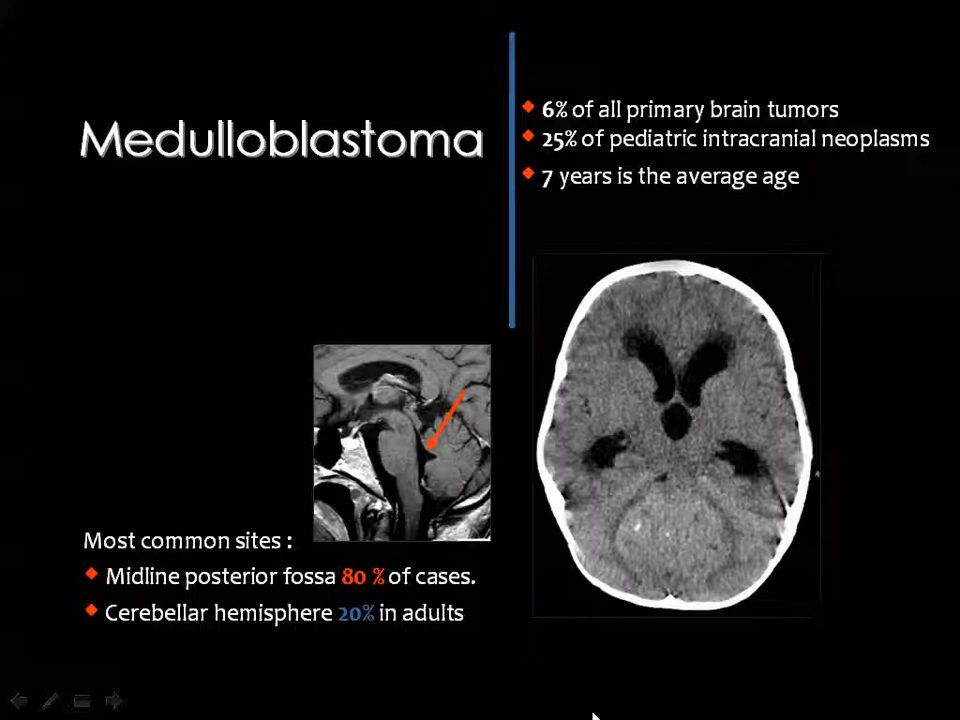 Medulloblastoma
6% of all primary brain tumors
25% of pediatric intracranial neoplasms
7 years is the average age
Most common sites :
Midline posterior fossa 80 % of cases.
Cerebellar hemisphere 20% in adults